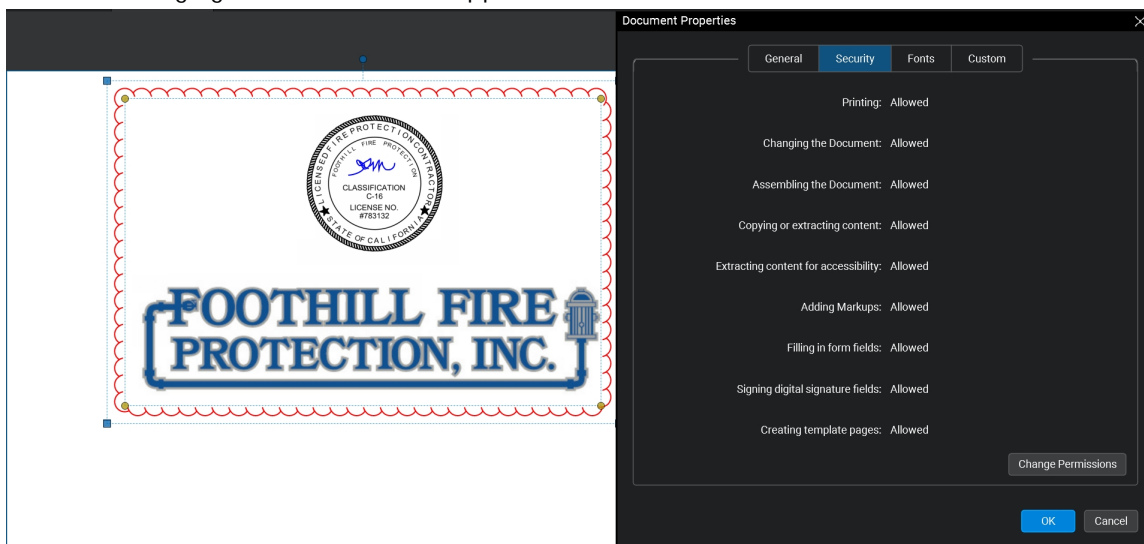 Document Properties
General Security Fonts Custom
Printing: Allowed
Changing the Document: Allowed
Assembling the Document: Allowed
Copying or extracting content: Allowed
Extracting content for accessibility: Allowed
Adding Markups: Allowed
Filling in form fields: Allowed
Signing digital signature fields: Allowed
Creating template pages: Allowed
Change Permissions
OK Cancel
LICENSED FIRE PROTECTION CONTRACTOR
FOOTHILL FIRE PROTECTION
CLASSIFICATION
C-16
LICENSE NO.
#783132
STATE OF CALIFORNIA
FOOTHILL FIRE
PROTECTION, INC.